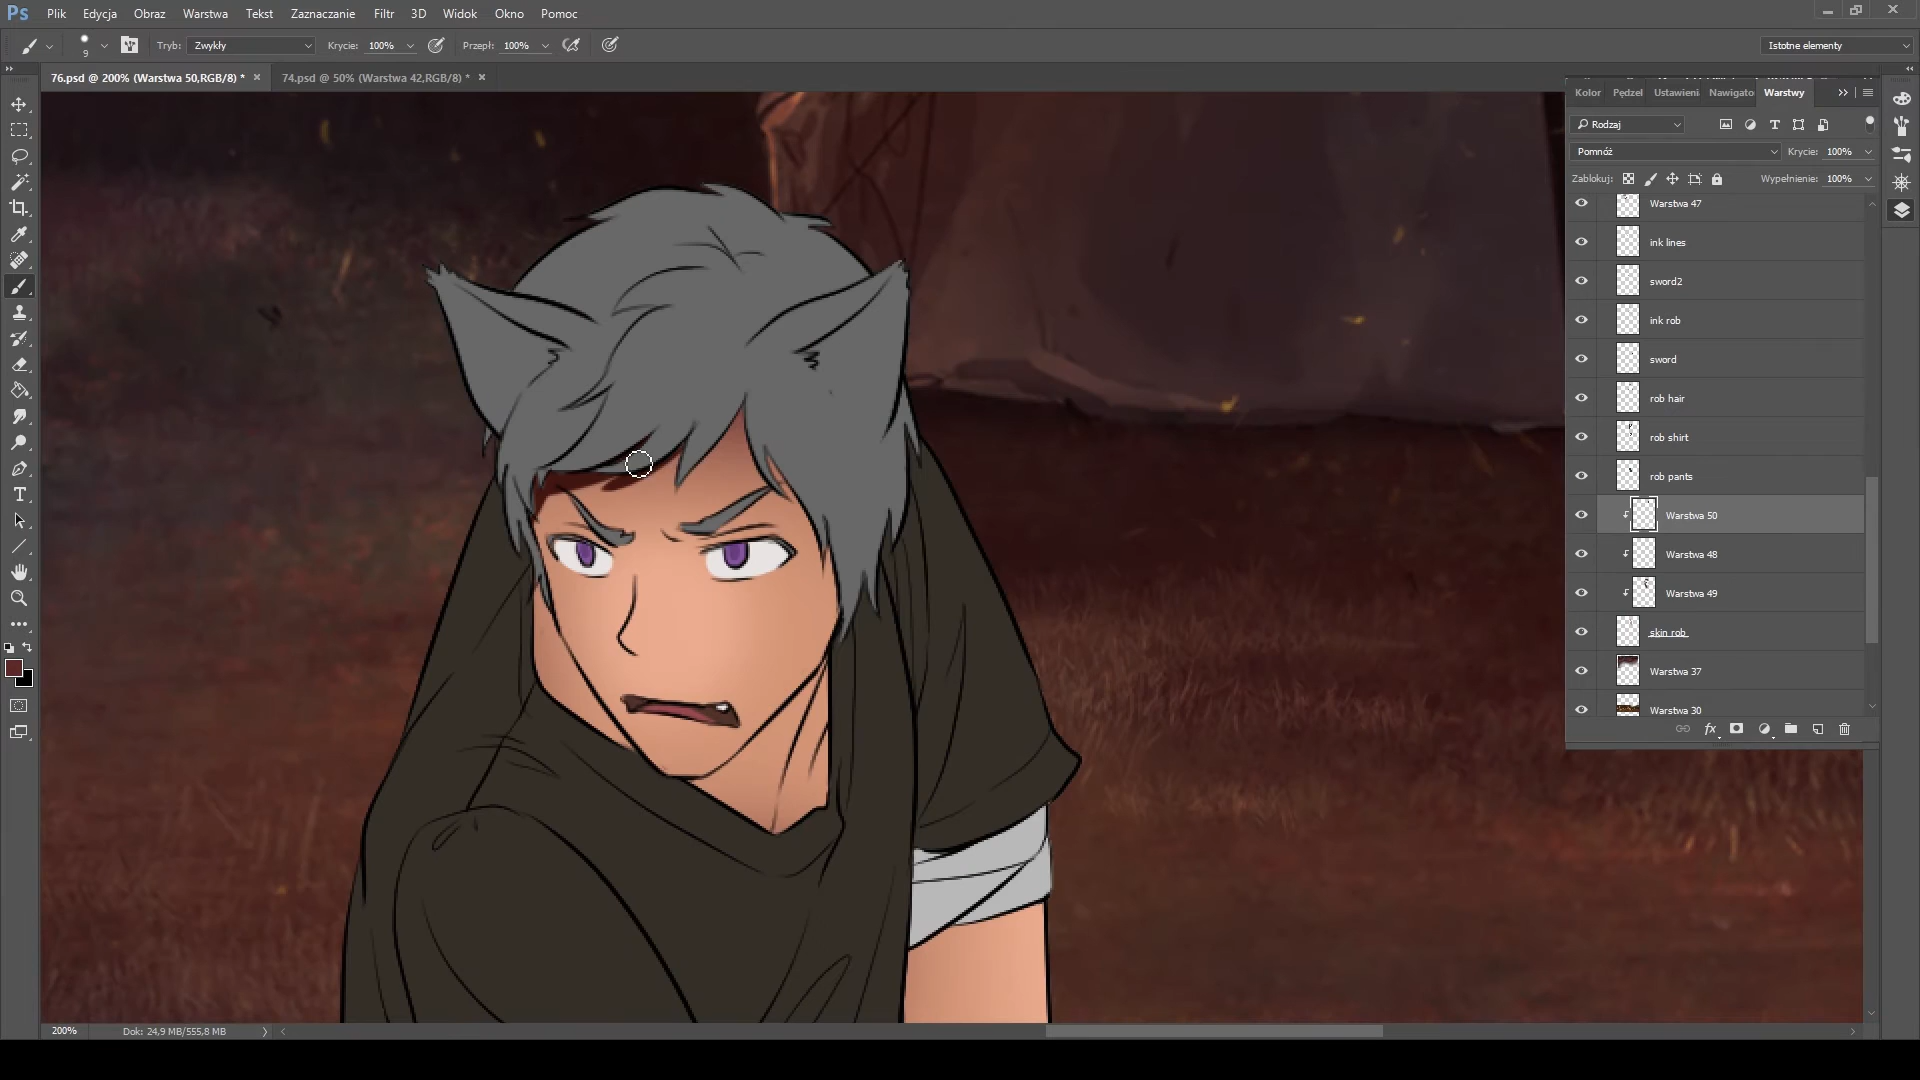 Ps Plik Edycja Obraz Warstwa Tekst Zaznaczanie Filtr 3D Widok Okno Pomoc
9 Tryb: Zwykły Krycie: 100% Przepł: 100% Istotne elementy
76.psd @ 200% (Warstwa 50,RGB/8) * 74.psd @ 50% (Warstwa 42,RGB/8) *
Kolor Pędzel Ustawieni Nawigato Warstwy
Rodzaj
Pomnóż Krycie: 100%
Zablokuj: Wypełnienie: 100%
Warstwa 47
ink lines
sword2
ink rob
sword
rob hair
rob shirt
rob pants
Warstwa 50
Warstwa 48
Warstwa 49
skin rob
Warstwa 37
Warstwa 30
fx
200% Dok: 24,9 MB/555,8 MB